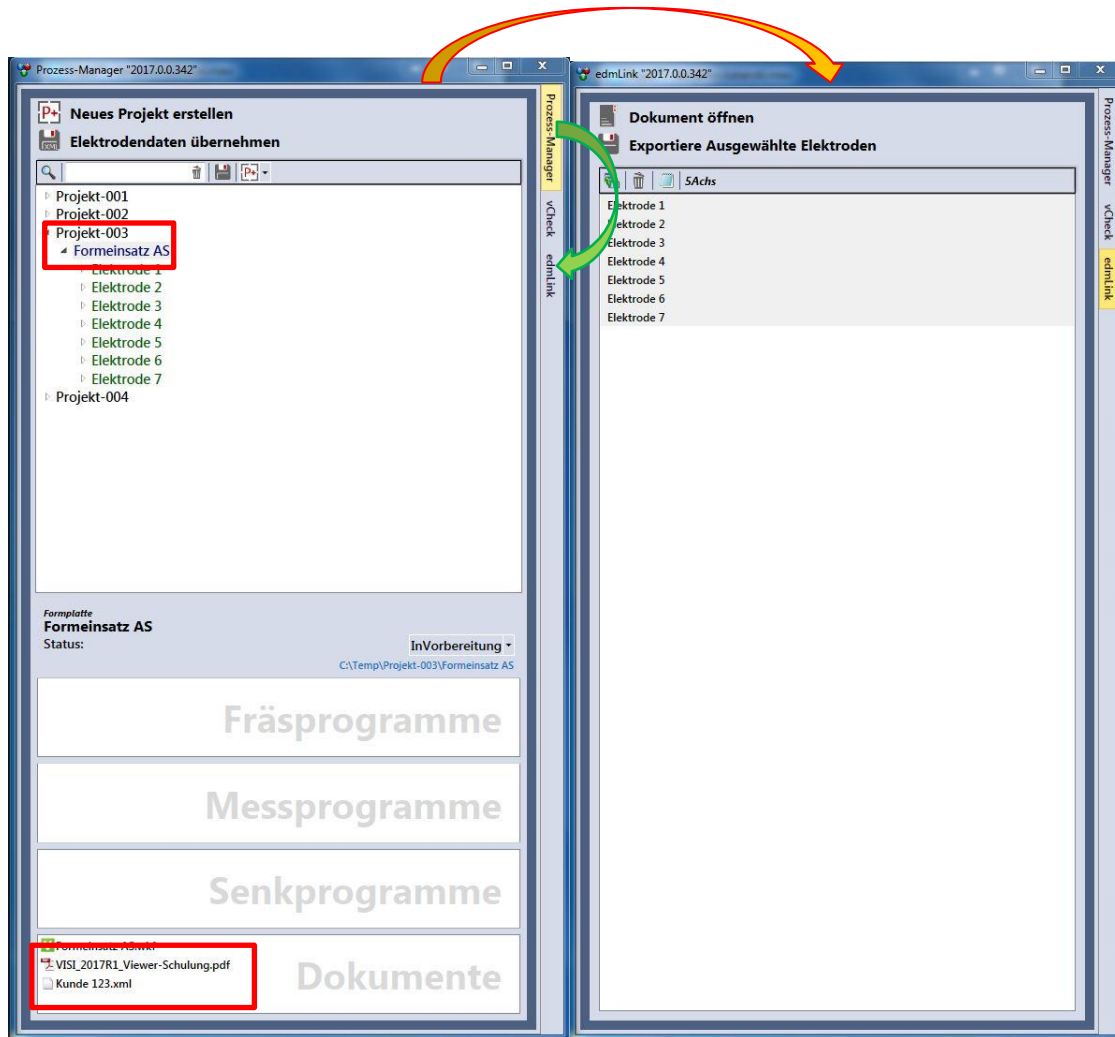 Prozess-Manager "2017.0.0.342"
Neues Projekt erstellen
Elektrodendaten übernehmen
Projekt-001
Projekt-002
Projekt-003
Formeinsatz AS
Elektrode 1
Elektrode 2
Elektrode 3
Elektrode 4
Elektrode 5
Elektrode 6
Elektrode 7
Projekt-004
Formplatte
Formeinsatz AS
Status:
InVorbereitung
C:\Temp\Projekt-003\Formeinsatz AS
Fräsprogramme
Messprogramme
Senkprogramme
Formeinsatz AS.wkf
VISI_2017R1_Viewer-Schulung.pdf
Kunde 123.xml
Dokumente
Prozess-Manager
vCheck
edmLink
edmLink "2017.0.0.342"
Dokument öffnen
Exportiere Ausgewählte Elektroden
5Achs
Elektrode 1
Elektrode 2
Elektrode 3
Elektrode 4
Elektrode 5
Elektrode 6
Elektrode 7
Prozess-Manager
vCheck
edmLink